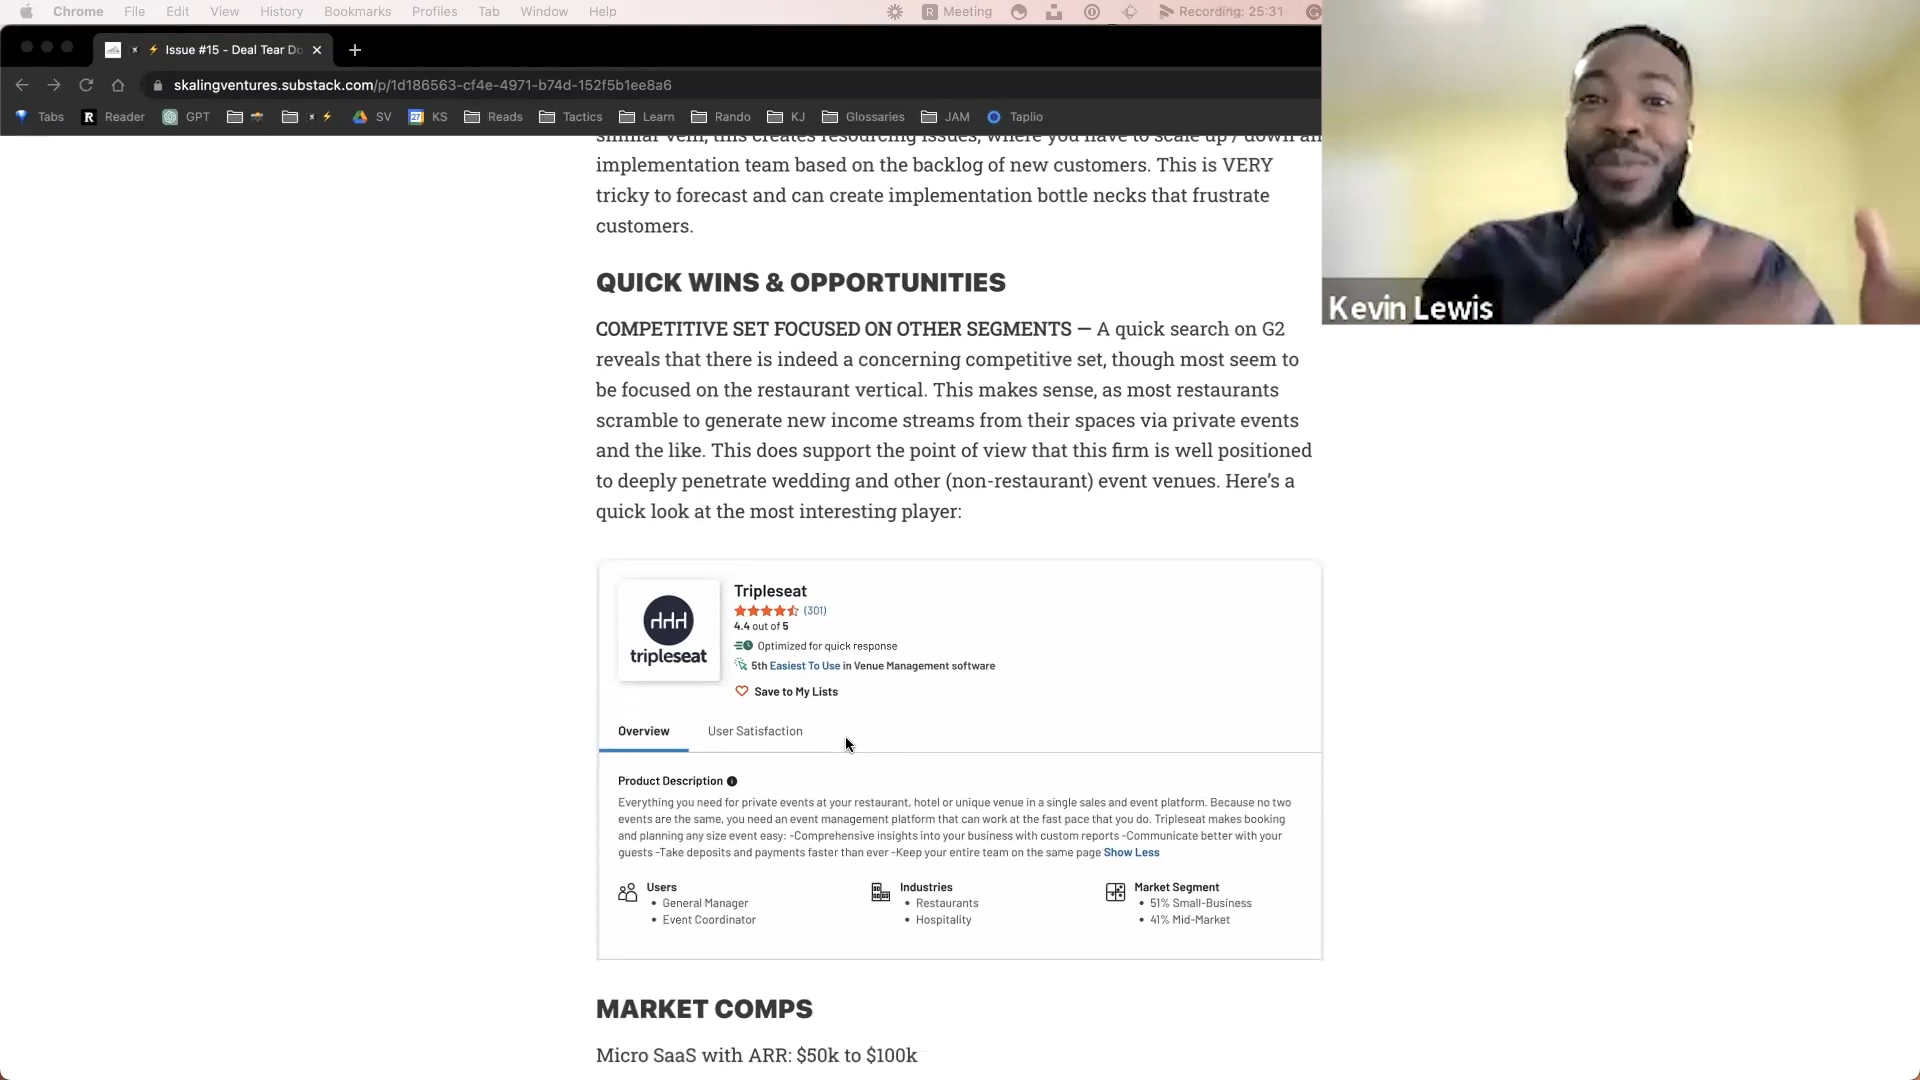 Chrome File Edit View History Bookmarks Profiles Tab Window Help Meeting Recording: 25:31
Issue #15 - Deal Tear Do
skalingventures.substack.com/p/1d186563-cf4e-4971-b74d-152f5b1ee8a6
Tabs Reader GPT SV KS Reads Tactics Learn Rando KJ Glossaries JAM Taplio
similar vein, this creates resourcing issues, where you have to scale up / down an
implementation team based on the backlog of new customers. This is VERY
tricky to forecast and can create implementation bottle necks that frustrate
customers.
QUICK WINS & OPPORTUNITIES
COMPETITIVE SET FOCUSED ON OTHER SEGMENTS — A quick search on G2
reveals that there is indeed a concerning competitive set, though most seem to
be focused on the restaurant vertical. This makes sense, as most restaurants
scramble to generate new income streams from their spaces via private events
and the like. This does support the point of view that this firm is well positioned
to deeply penetrate wedding and other (non-restaurant) event venues. Here’s a
quick look at the most interesting player:
tripleseat
Tripleseat
(301)
4.4 out of 5
Optimized for quick response
5th Easiest To Use in Venue Management software
Save to My Lists
Overview User Satisfaction
Product Description
Everything you need for private events at your restaurant, hotel or unique venue in a single sales and event platform. Because no two
events are the same, you need an event management platform that can work at the fast pace that you do. Tripleseat makes booking
and planning any size event easy: -Comprehensive insights into your business with custom reports -Communicate better with your
guests -Take deposits and payments faster than ever -Keep your entire team on the same page Show Less
Users
• General Manager
• Event Coordinator
Industries
• Restaurants
• Hospitality
Market Segment
• 51% Small-Business
• 41% Mid-Market
MARKET COMPS
Micro SaaS with ARR: $50k to $100k
Kevin Lewis